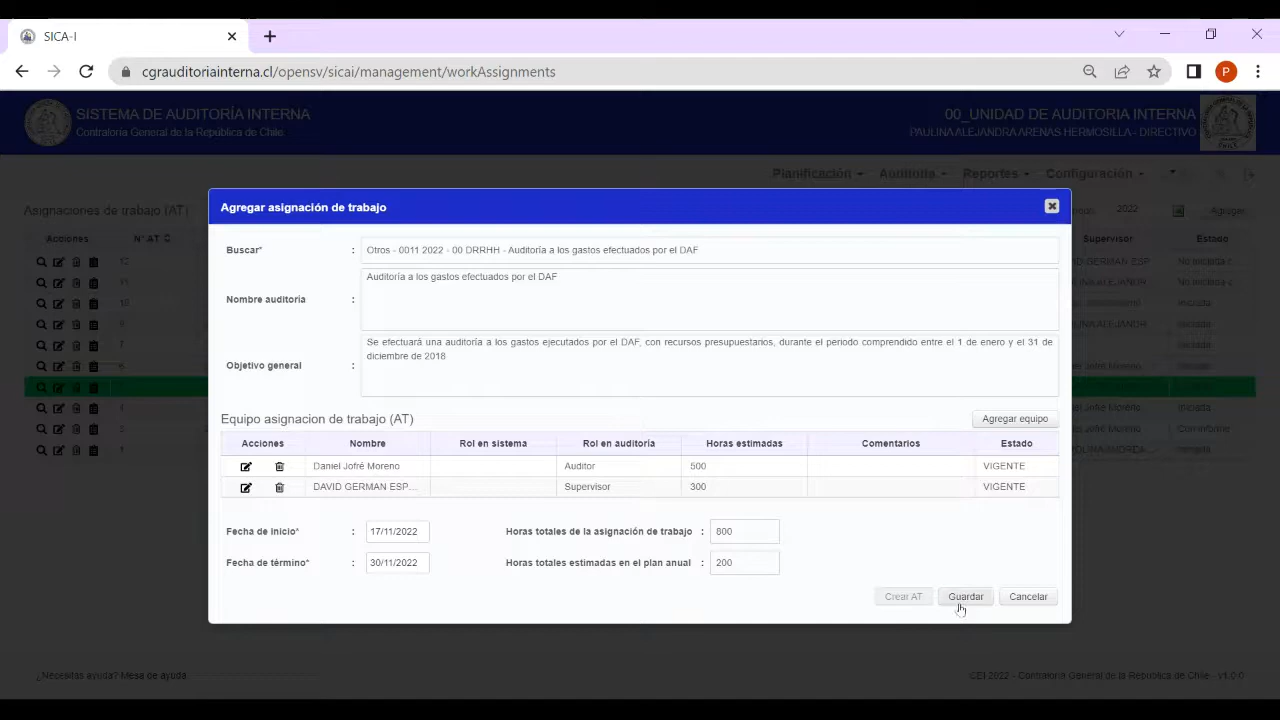 SICA-I
cgrauditoriainterna.cl/opensv/sicai/management/workAssignments
P
SISTEMA DE AUDITORÍA INTERNA
Contraloría General de la República de Chile
00_UNIDAD DE AUDITORIA INTERNA
PAULINA ALEJANDRA ARENAS HERMOSILLA - DIRECTIVO
Planificación Auditoría Reportes Configuración
Asignaciones de trabajo (AT)
2022 Agregar
Acciones N° AT Supervisor Estado
Agregar asignación de trabajo
Buscar* : Otros - 0011 2022 - 00 DRRHH - Auditoría a los gastos efectuados por el DAF
Nombre auditoría : Auditoría a los gastos efectuados por el DAF
Objetivo general : Se efectuará una auditoría a los gastos ejecutados por el DAF, con recursos presupuestarios, durante el periodo comprendido entre el 1 de enero y el 31 de
diciembre de 2018
Equipo asignacion de trabajo (AT) Agregar equipo
Acciones Nombre Rol en sistema Rol en auditoría Horas estimadas Comentarios Estado
Daniel Jofré Moreno Auditor 500 VIGENTE
DAVID GERMAN ESP... Supervisor 300 VIGENTE
Fecha de inicio* : 17/11/2022 Horas totales de la asignación de trabajo : 800
Fecha de término* : 30/11/2022 Horas totales estimadas en el plan anual : 200
Crear AT Guardar Cancelar
¿Necesitas ayuda? Mesa de ayuda
CEI 2022 - Contraloría General de la República de Chile - v1.0.0